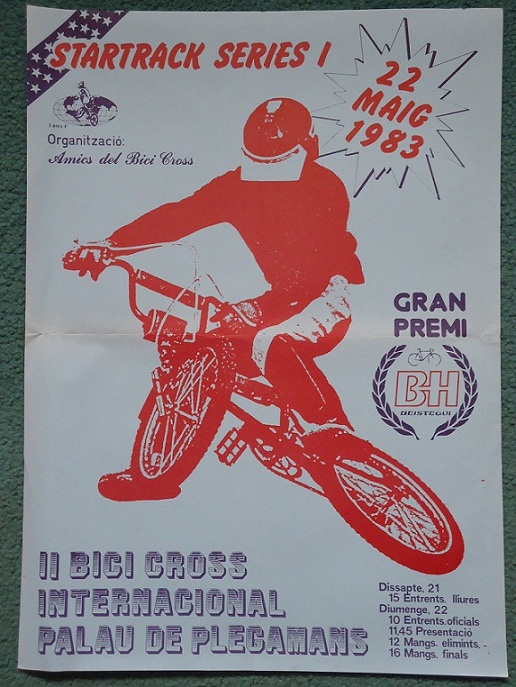 STARTRACK SERIES I
22
MAIG
1983
Organització:
Amics del Bici Cross
GRAN
PREMI
BH
BEISTEGUI
II BICI CROSS
INTERNACIONAL
PALAU DE PLEGAMANS
Dissapte, 21
15 Entrents. lliures
Diumenge, 22
10 Entrents.oficials
11,45 Presentació
12 Mangs. elimints.
16 Mangs. finals